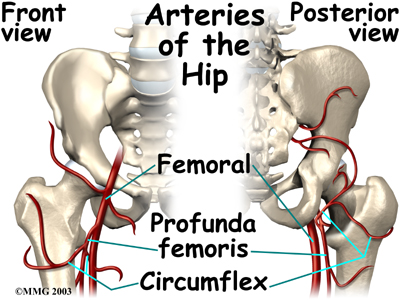 Front
view
Arteries
of the
Hip
Posterior
view
Femoral
Profunda
femoris
Circumflex
©MMG 2003